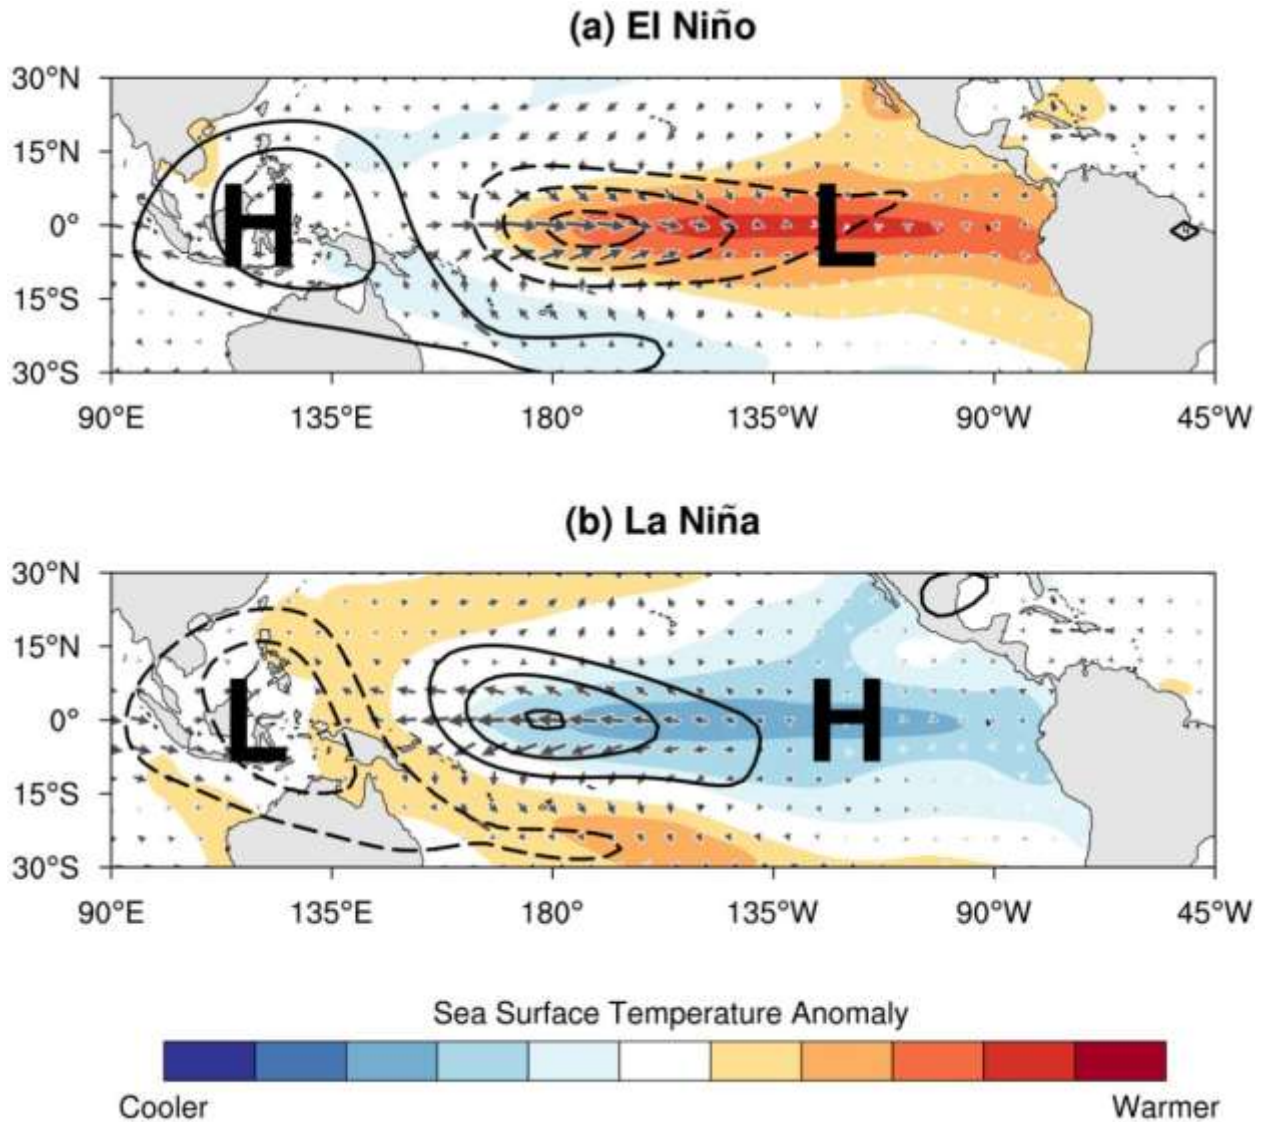 (a) El Niño
30°N
15°N
0°
15°S
30°S
H
L
90°E 135°E 180° 135°W 90°W 45°W
(b) La Niña
30°N
15°N
0°
15°S
30°S
L
H
90°E 135°E 180° 135°W 90°W 45°W
Sea Surface Temperature Anomaly
Cooler Warmer